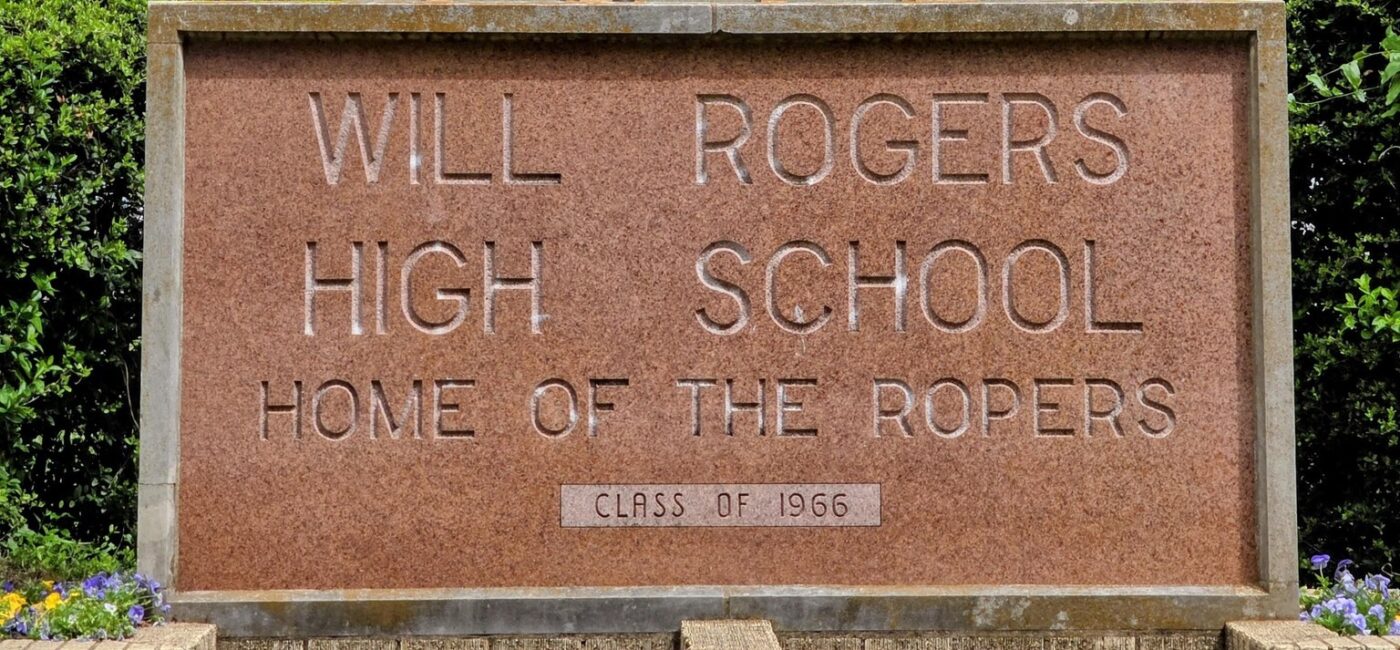 WILL ROGERS
HIGH SCHOOL
HOME OF THE ROPERS
CLASS OF 1966